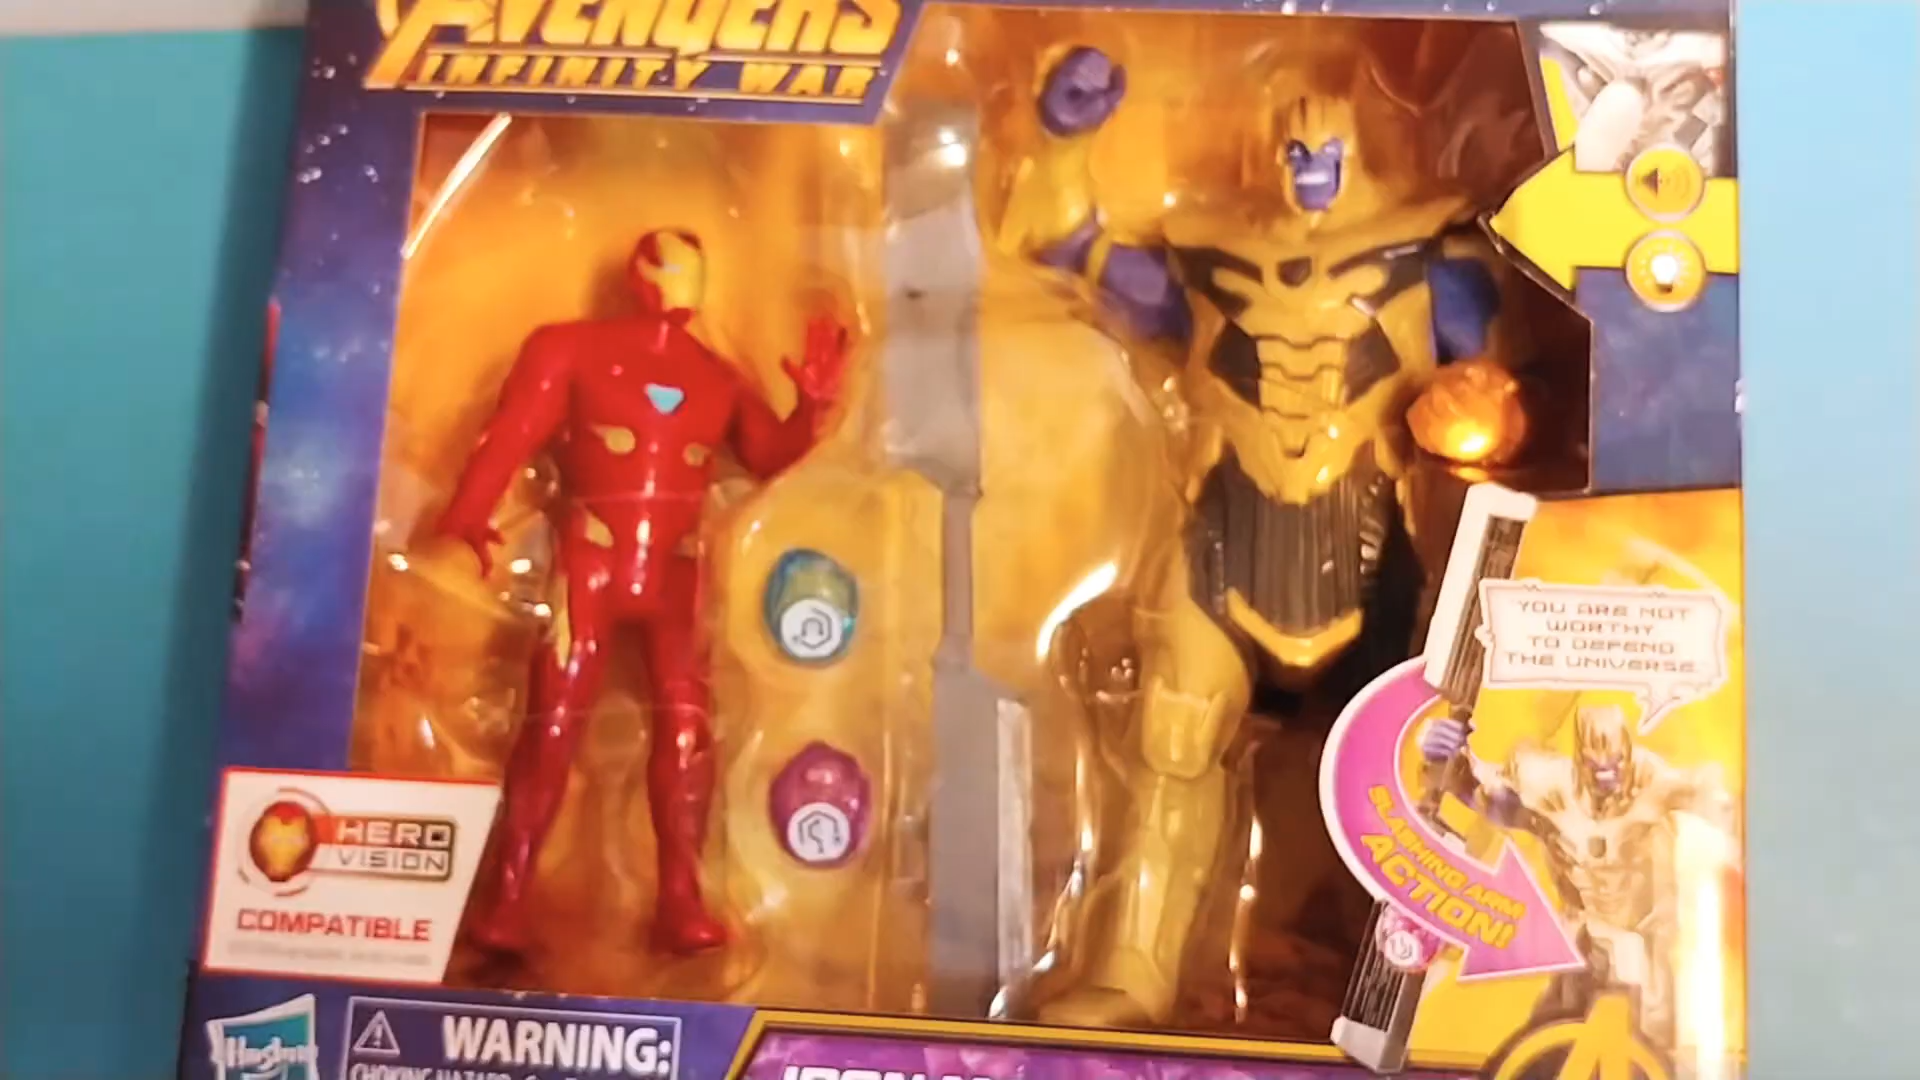 AVENGERS
INFINITY WAR
YOU ARE NOT
WORTHY
TO DEFEND
THE UNIVERSE.
SLASHING ARM
ACTION!
HERO
VISION
COMPATIBLE
Hasbro
WARNING:
CHOKING HAZARD